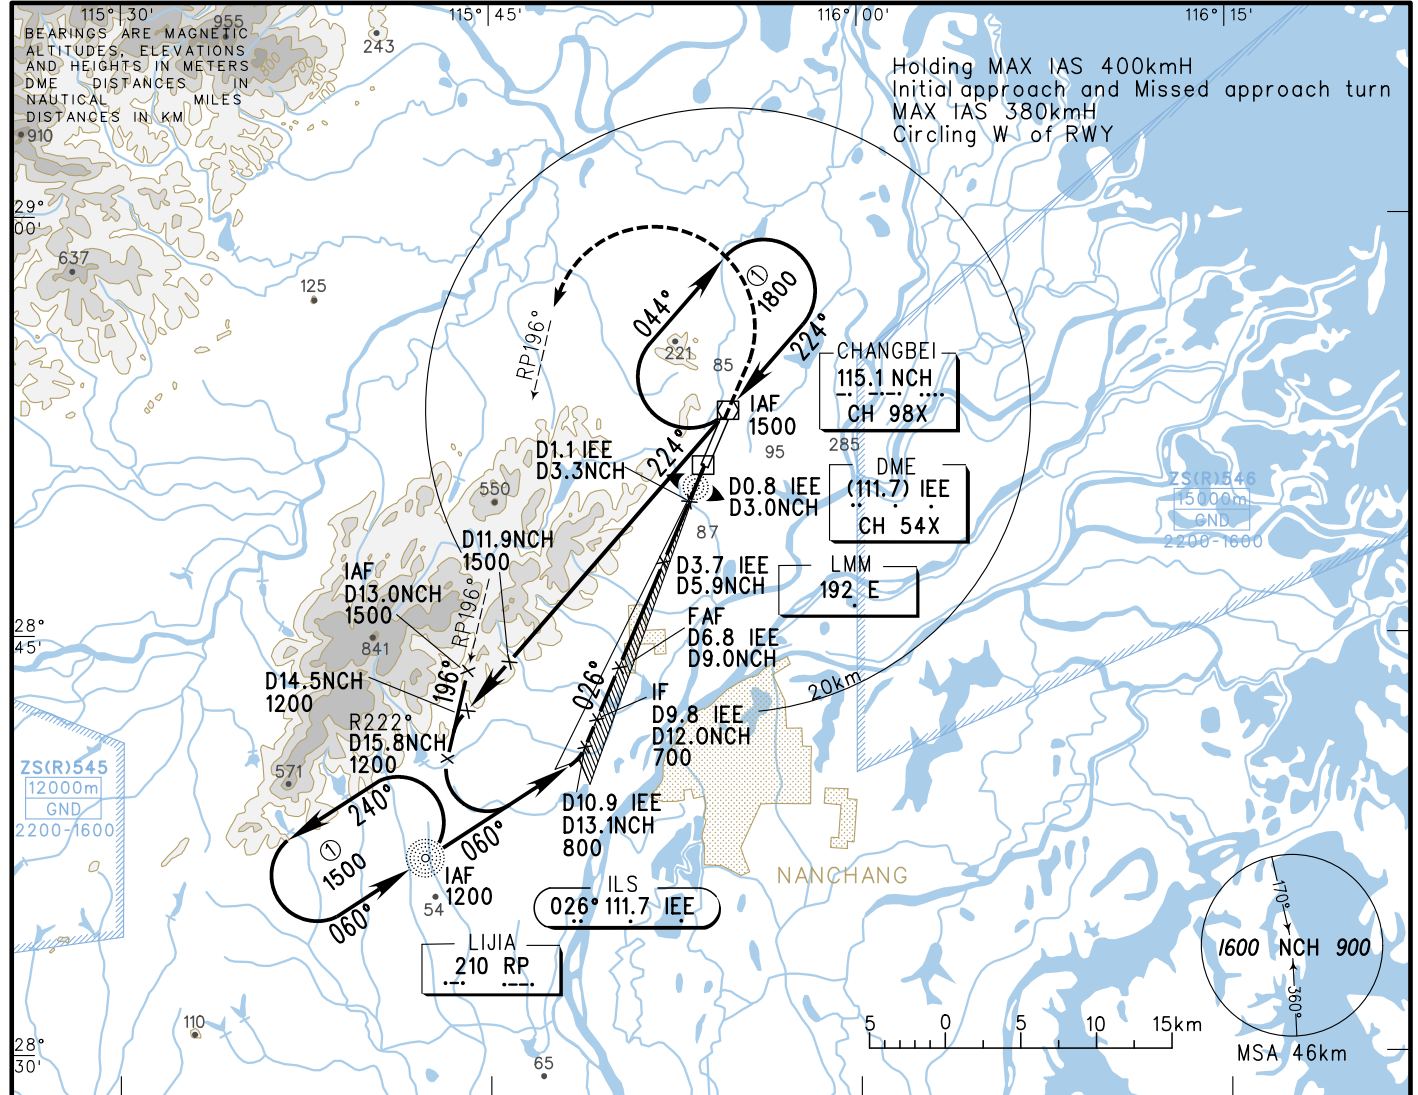 115° 30'
115° 45'
116° 00'
116° 15'
BEARINGS ARE MAGNETIC
ALTITUDES, ELEVATIONS
AND HEIGHTS IN METERS
DME DISTANCES IN
NAUTICAL MILES
DISTANCES IN KM
955
243
910
Holding MAX IAS 400kmH
Initial approach and Missed approach turn
MAX IAS 380kmH
Circling W of RWY
29°
00'
637
125
044°
1
1800
224°
RP196°
221
85
CHANGBEI
115.1 NCH
CH 98X
IAF
1500
224°
95
285
D1.1 IEE
D3.3NCH
DME
(111.7) IEE
CH 54X
D0.8 IEE
D3.0NCH
550
87
ZS(R)546
15000m
GND
2200-1600
D11.9NCH
1500
D3.7 IEE
D5.9NCH
LMM
192 E
IAF
D13.0NCH
1500
RP196°
28°
45'
841
FAF
D6.8 IEE
D9.0NCH
D14.5NCH
1200
196°
026°
20km
IF
D9.8 IEE
D12.0NCH
700
R222°
D15.8NCH
1200
571
ZS(R)545
12000m
GND
2200-1600
240°
D10.9 IEE
D13.1NCH
800
060°
1
1500
IAF
1200
060°
54
NANCHANG
ILS
026° 111.7 IEE
LIJIA
210 RP
170°
1600 NCH 900
360°
MSA 46km
110
65
5 0 5 10 15km
28°
30'